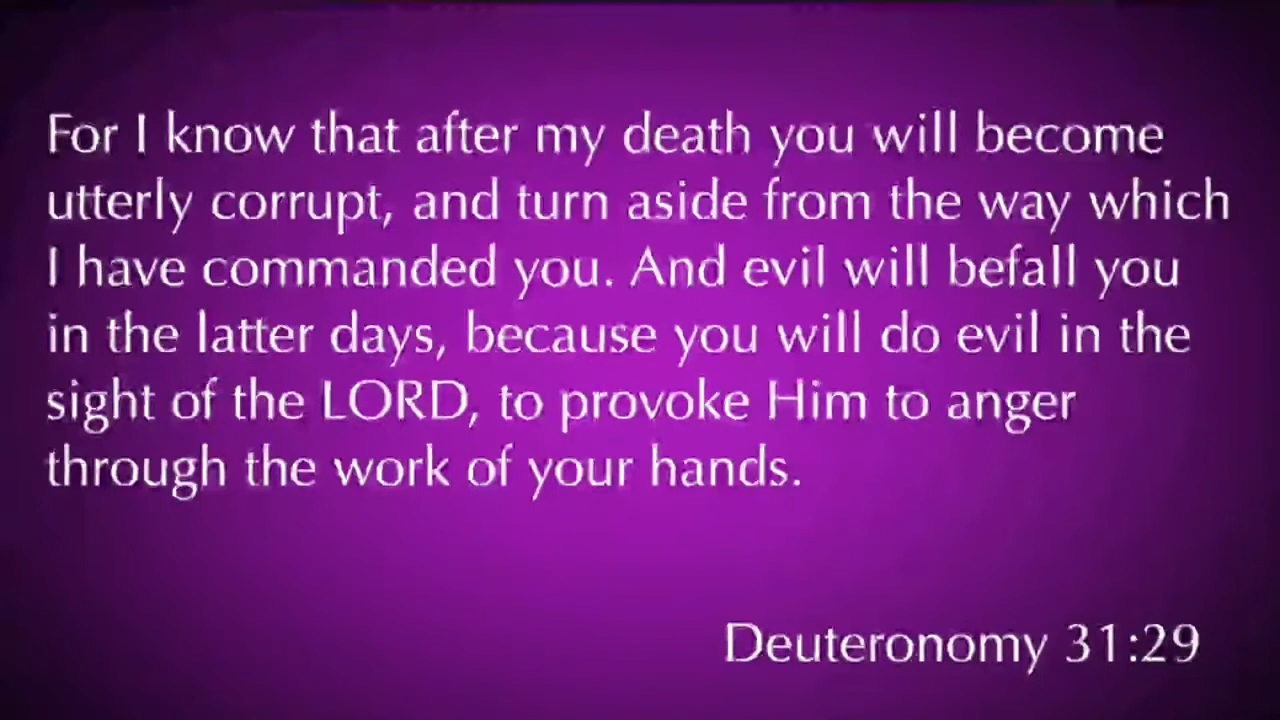 For I know that after my death you will become
utterly corrupt, and turn aside from the way which
I have commanded you. And evil will befall you
in the latter days, because you will do evil in the
sight of the LORD, to provoke Him to anger
through the work of your hands.
Deuteronomy 31:29